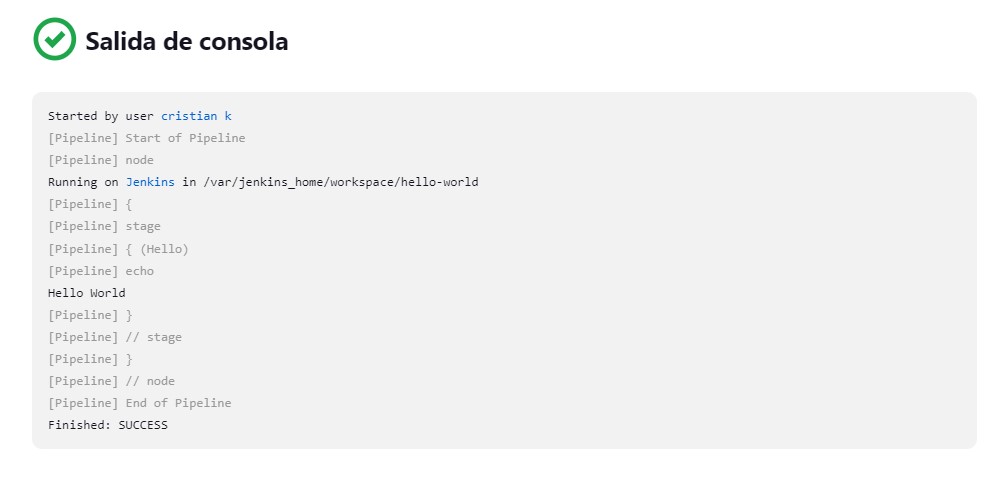 Salida de consola
Started by user cristian k
[Pipeline] Start of Pipeline
[Pipeline] node
Running on Jenkins in /var/jenkins_home/workspace/hello-world
[Pipeline] {
[Pipeline] stage
[Pipeline] { (Hello)
[Pipeline] echo
Hello World
[Pipeline] }
[Pipeline] // stage
[Pipeline] }
[Pipeline] // node
[Pipeline] End of Pipeline
Finished: SUCCESS